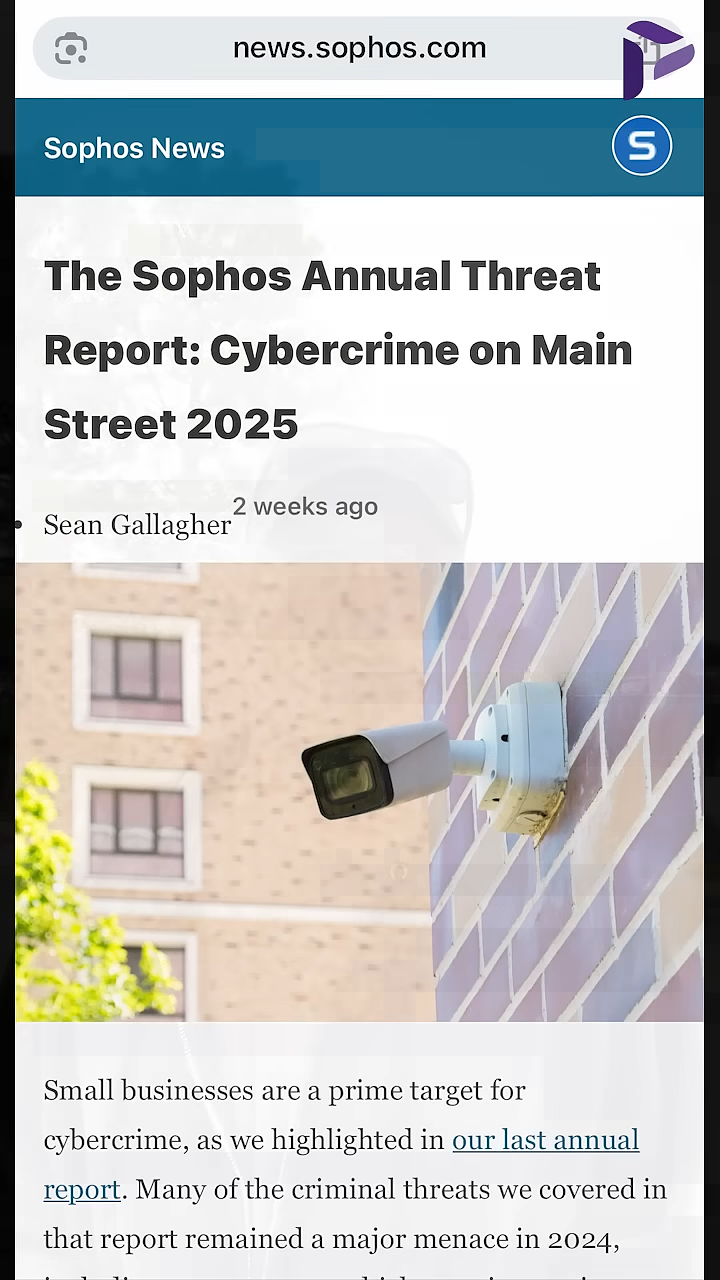 news.sophos.com
Sophos News
S
The Sophos Annual Threat
Report: Cybercrime on Main
Street 2025
2 weeks ago
• Sean Gallagher
Small businesses are a prime target for
cybercrime, as we highlighted in our last annual
report. Many of the criminal threats we covered in
that report remained a major menace in 2024,